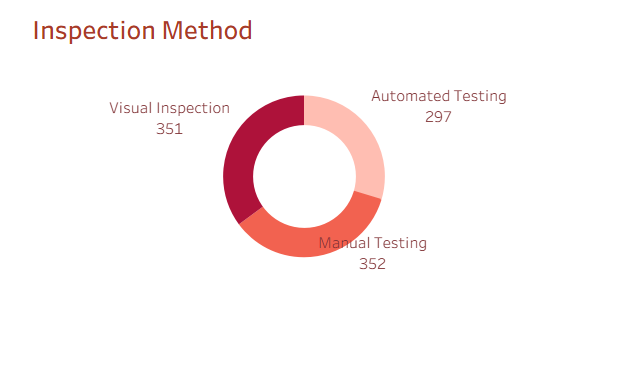 Inspection Method
Automated Testing
297
Visual Inspection
351
Manual Testing
352